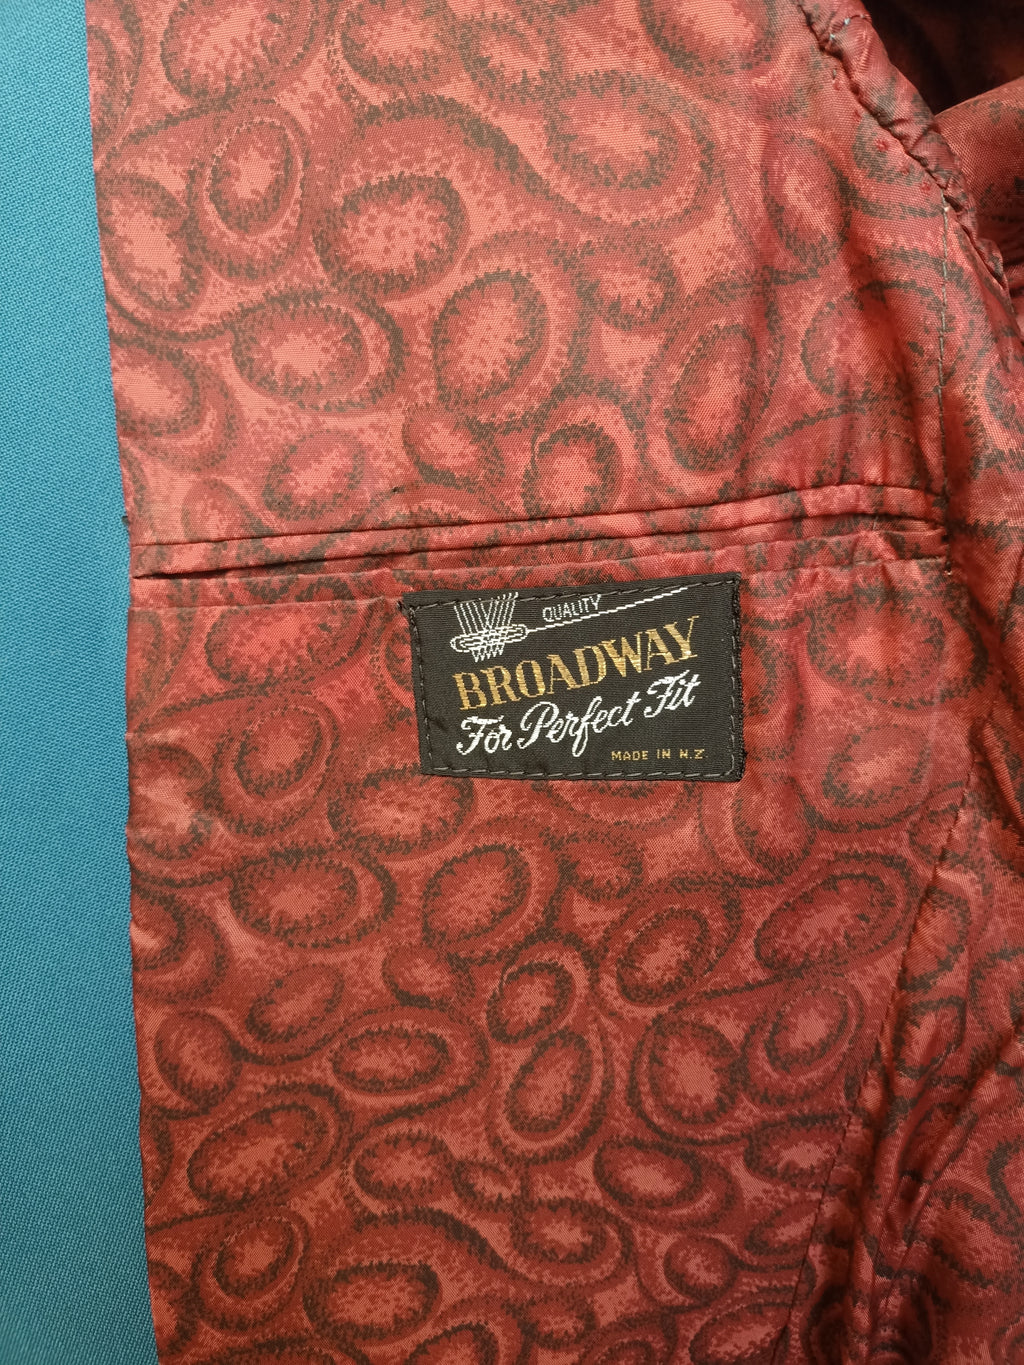 QUALITY
BROADWAY
For Perfect Fit
MADE IN N.Z.